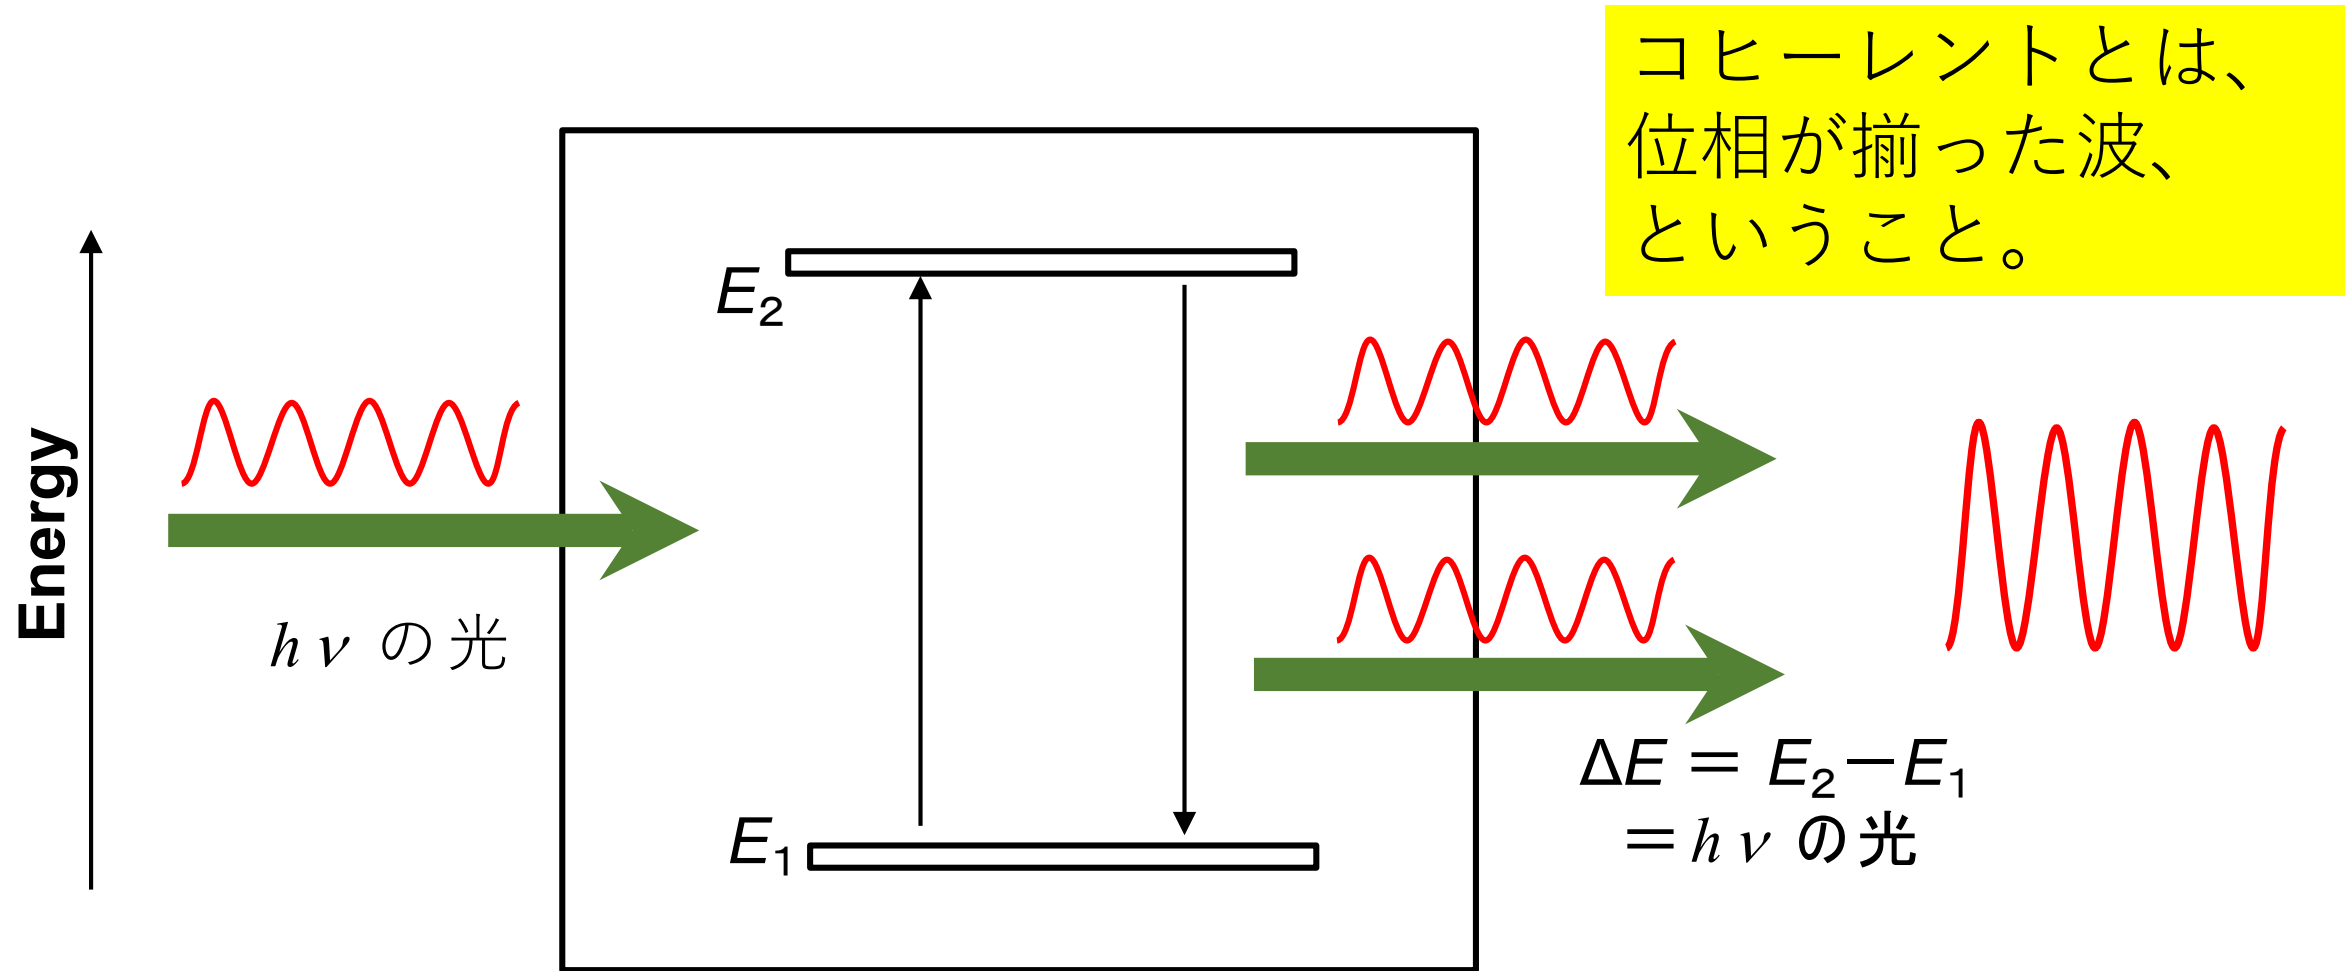 コヒーレントとは、
位相が揃った波、
ということ。
E₂
Energy
hν の光
ΔE ＝ E₂－E₁
＝hν の光
E₁